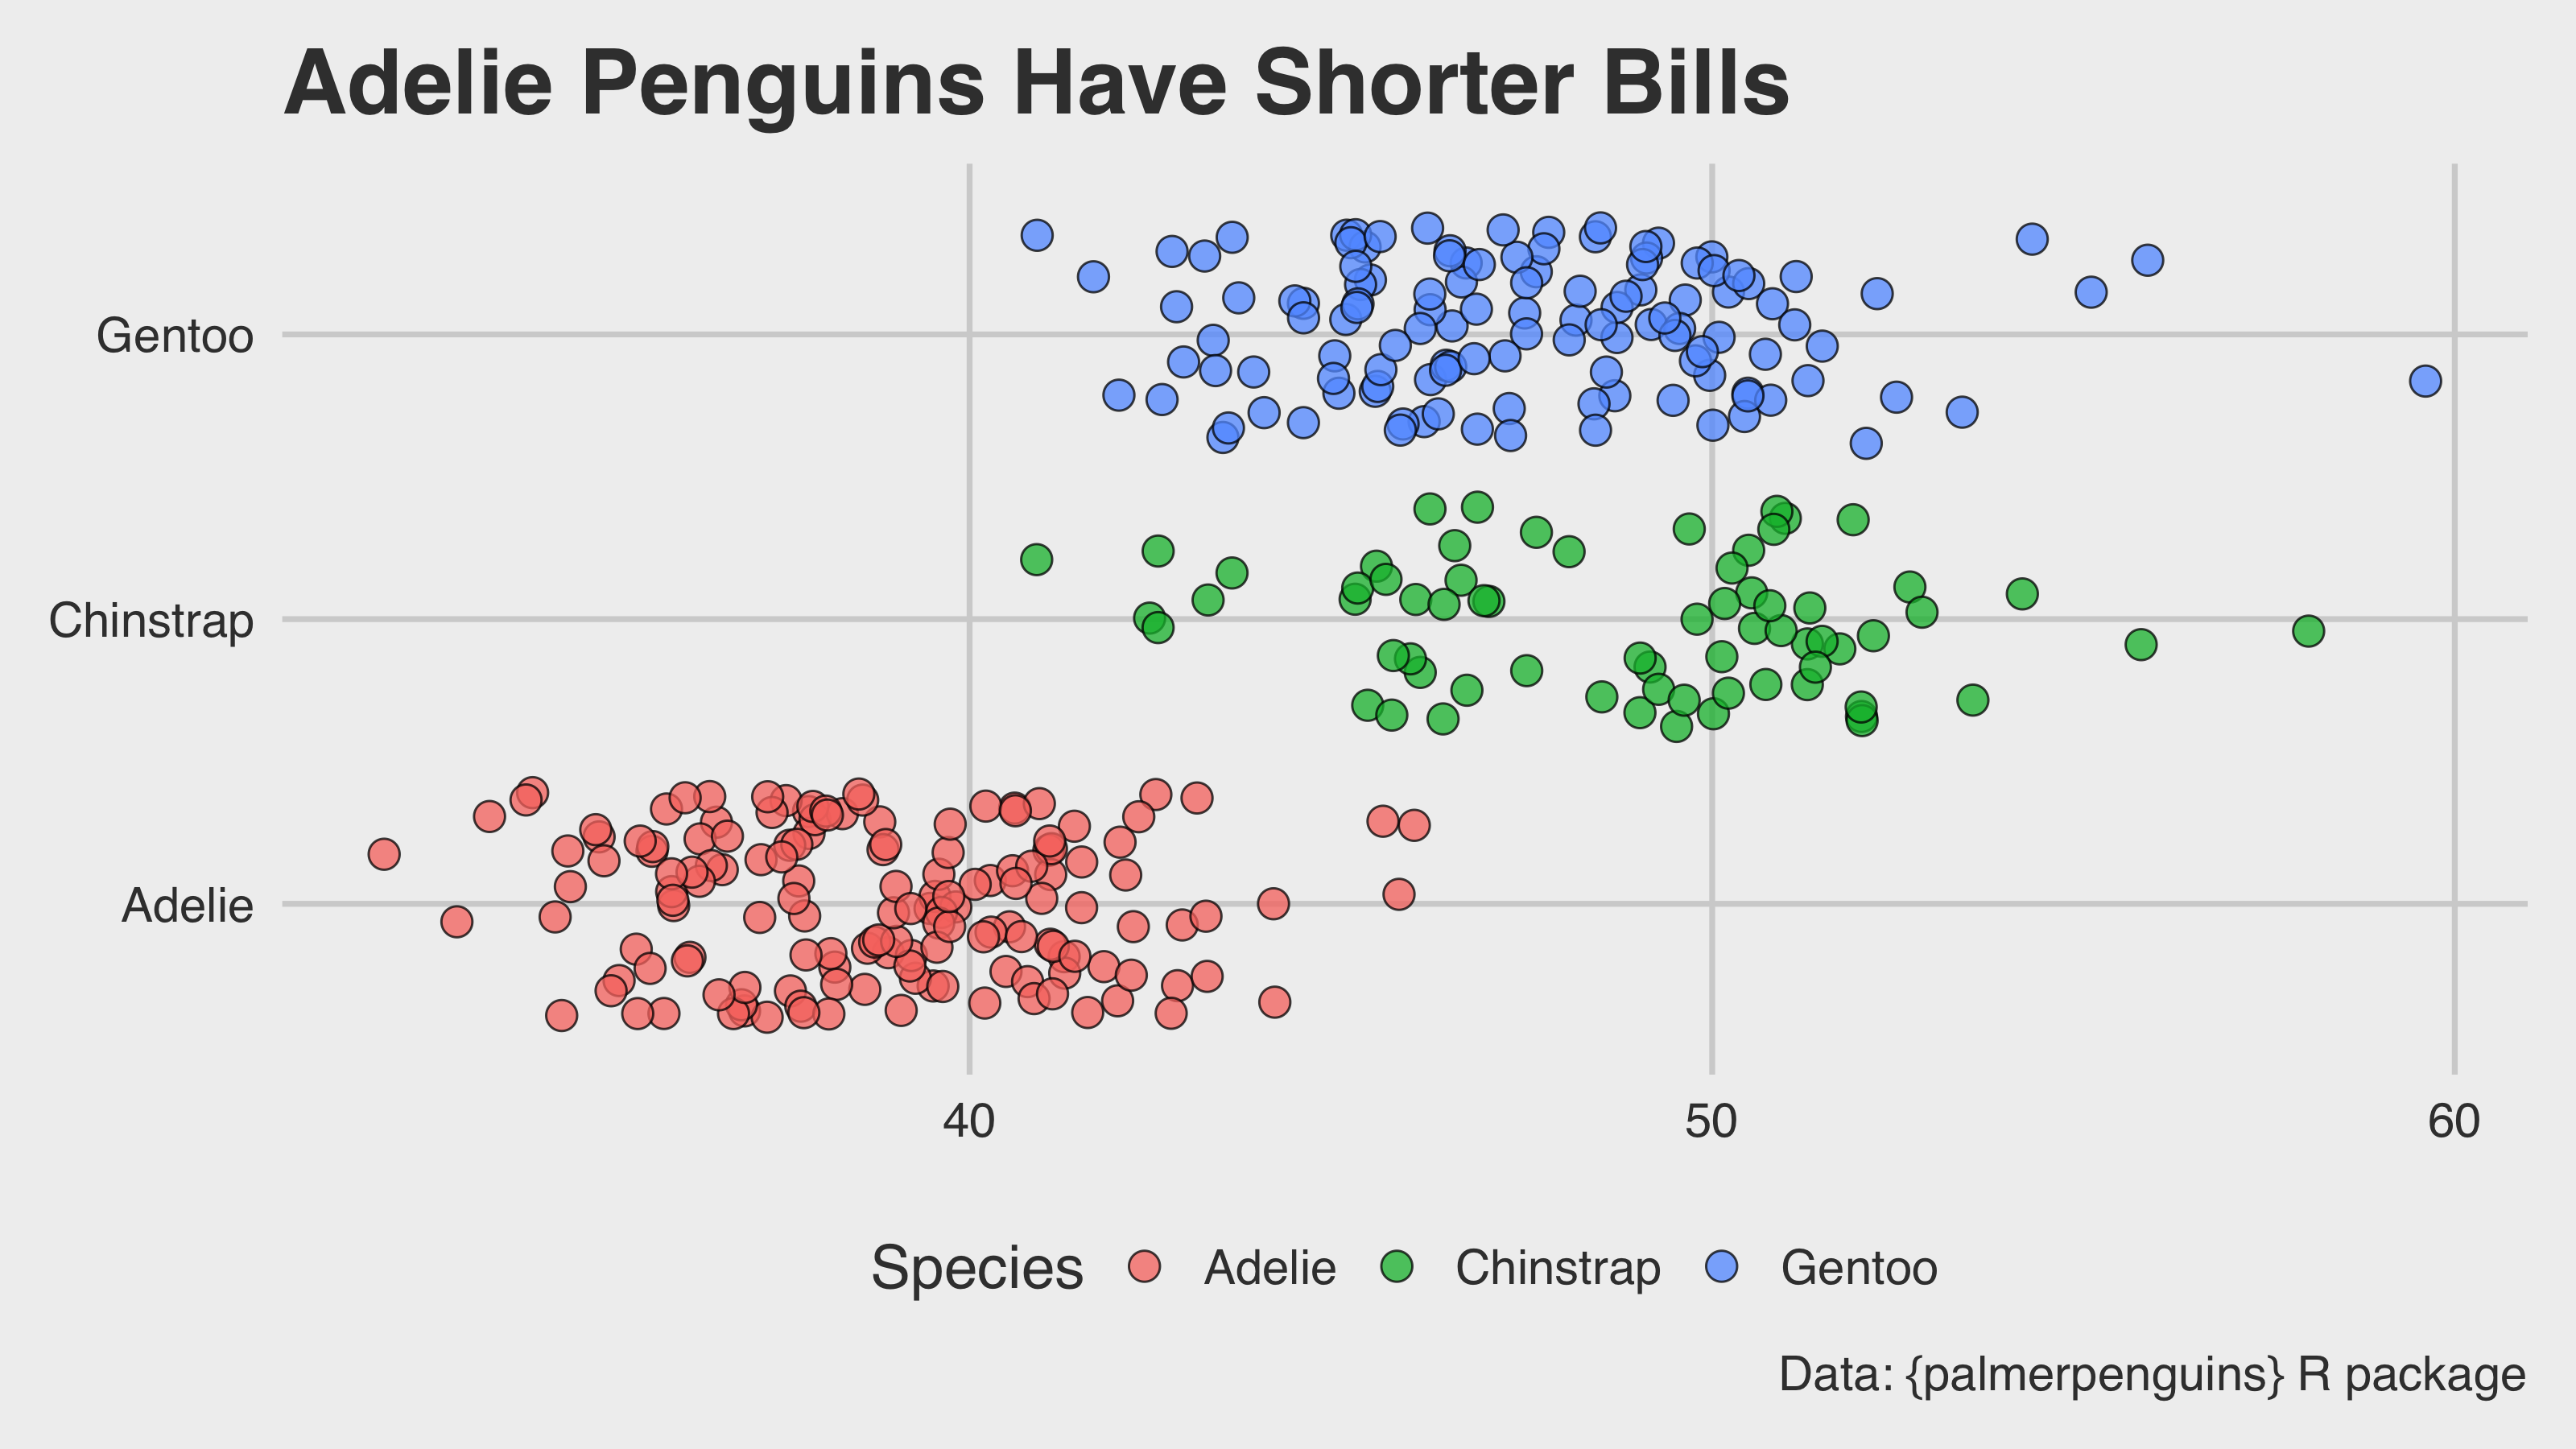 Adelie Penguins Have Shorter Bills
Gentoo
Chinstrap
Adelie
40 50 60
Species Adelie Chinstrap Gentoo
Data: {palmerpenguins} R package